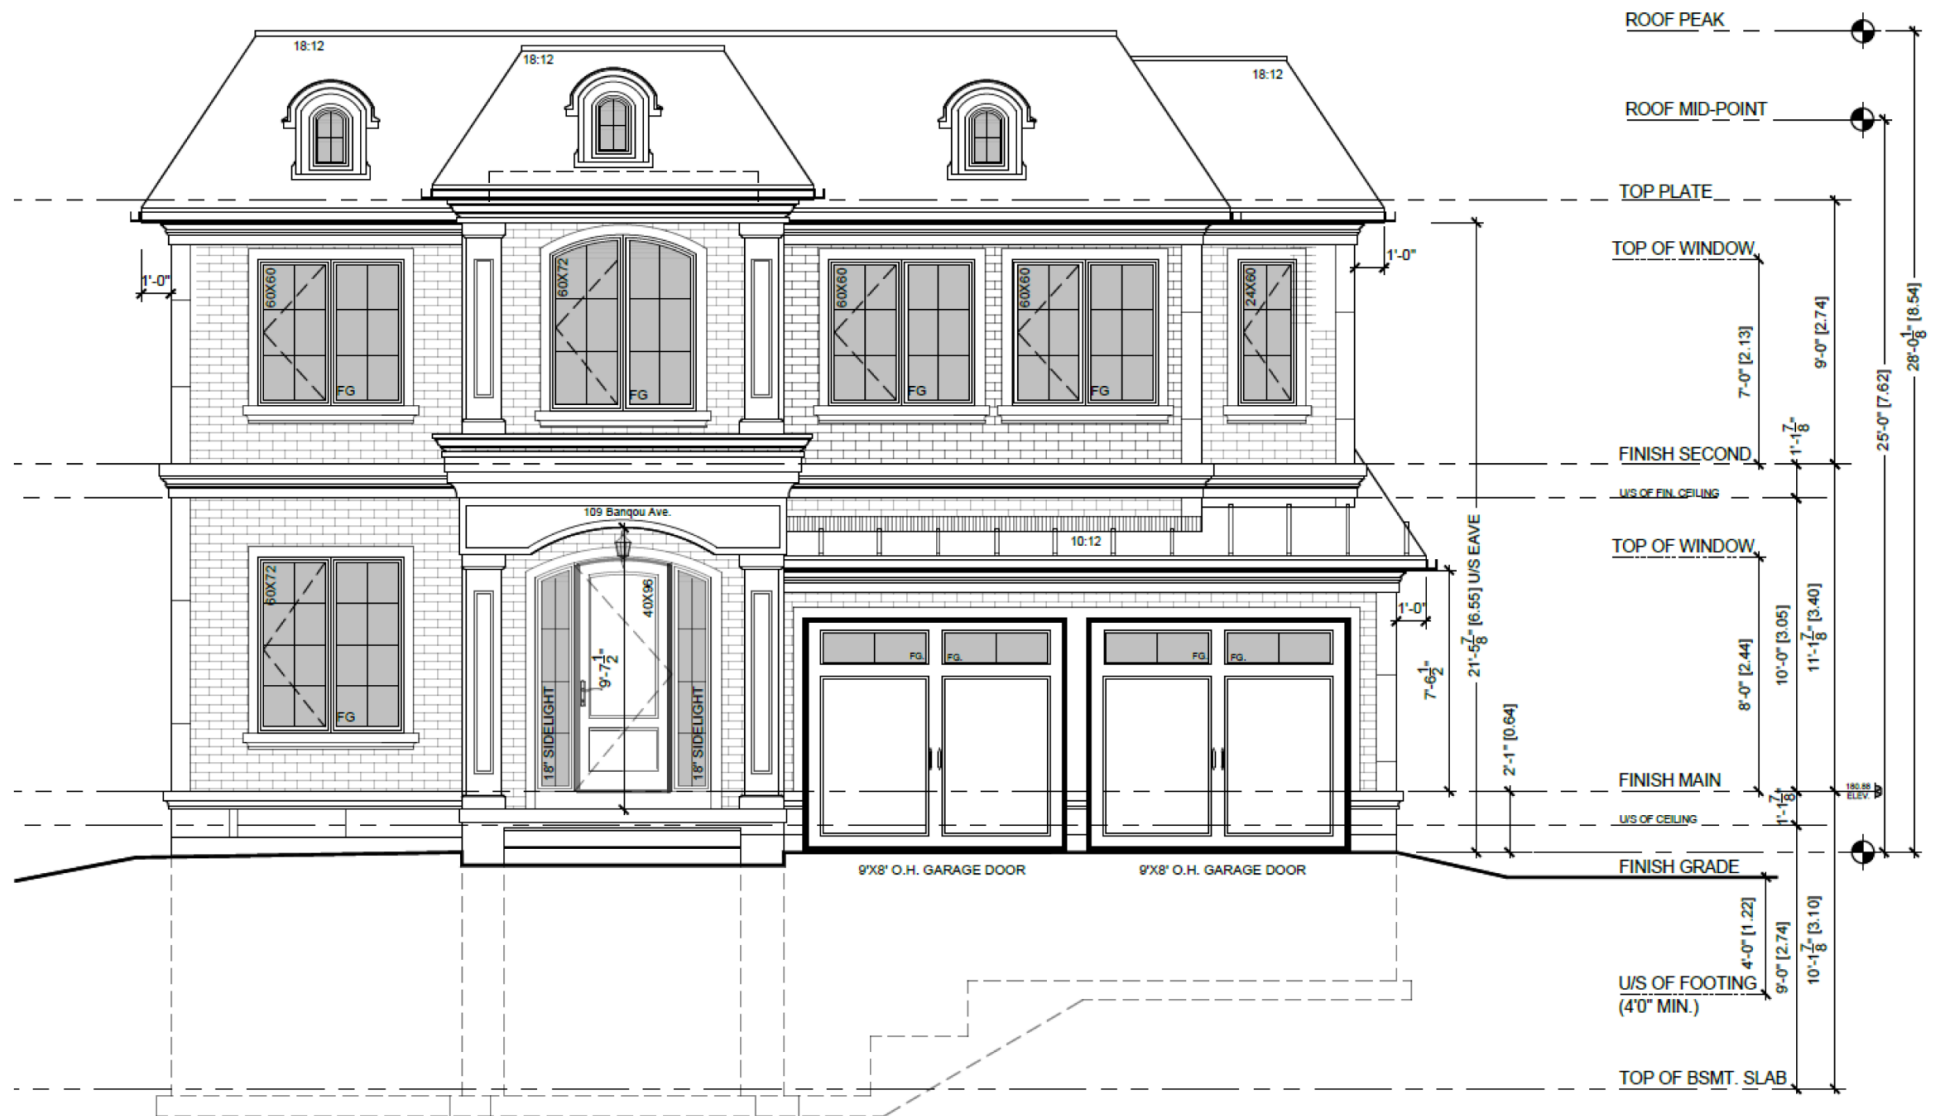 ROOF PEAK
18:12
18:12
18:12
ROOF MID-POINT
TOP PLATE
TOP OF WINDOW
1'-0"
1'-0"
60X60
60X72
60X60
60X60
24X60
FG
FG
FG
FG
7'-0" [2.13]
9'-0" [2.74]
28'-0 1/8" [8.54]
25'-0" [7.62]
1'-1 7/8"
FINISH SECOND
U/S OF FIN. CEILING
109 Banqou Ave.
10:12
TOP OF WINDOW
60X72
FG
40X96
9'-7 1/2"
18" SIDELIGHT
18" SIDELIGHT
FG.
FG.
FG.
FG.
1'-0"
7'-6 1/2"
21'-5 7/8" [6.55] U/S EAVE
2'-1" [0.64]
8'-0" [2.44]
10'-0" [3.05]
11'-1 7/8" [3.40]
FINISH MAIN
180.88
ELEV.
1'-1 7/8"
U/S OF CEILING
9'X8' O.H. GARAGE DOOR
9'X8' O.H. GARAGE DOOR
FINISH GRADE
4'-0" [1.22]
9'-0" [2.74]
10'-1 7/8" [3.10]
U/S OF FOOTING
(4'0" MIN.)
TOP OF BSMT. SLAB